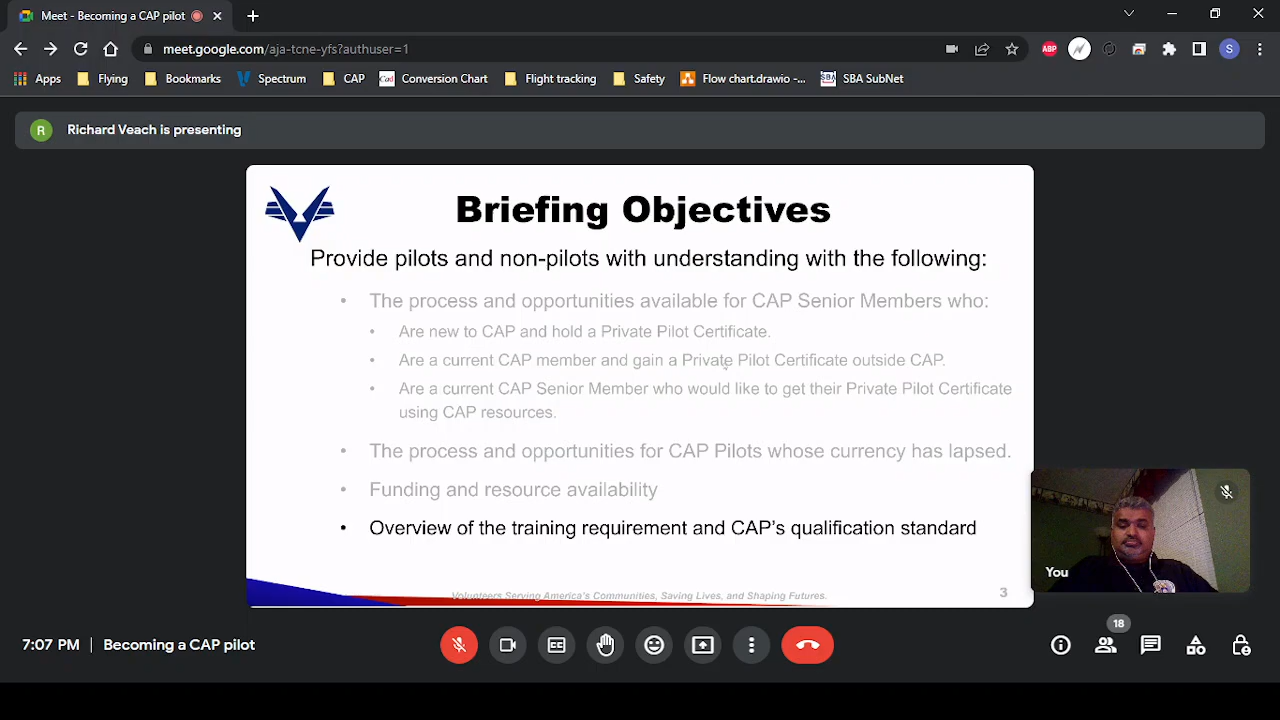 Meet - Becoming a CAP pilot
meet.google.com/aja-tcne-yfs?authuser=1
ABP
S
Apps Flying Bookmarks Spectrum CAP Conversion Chart Flight tracking Safety Flow chart.drawio -... SBA SBA SubNet
R Richard Veach is presenting
Briefing Objectives
Provide pilots and non-pilots with understanding with the following:
• The process and opportunities available for CAP Senior Members who:
• Are new to CAP and hold a Private Pilot Certificate.
• Are a current CAP member and gain a Private Pilot Certificate outside CAP.
• Are a current CAP Senior Member who would like to get their Private Pilot Certificate
using CAP resources.
• The process and opportunities for CAP Pilots whose currency has lapsed.
• Funding and resource availability
• Overview of the training requirement and CAP's qualification standard
Volunteers Serving America's Communities, Saving Lives, and Shaping Futures.
3
You
18
7:07 PM | Becoming a CAP pilot